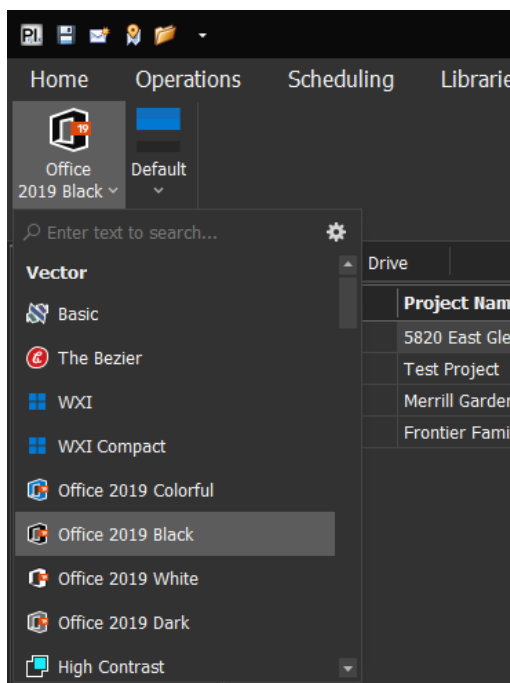 PI.
Home Operations Scheduling Librarie
19
Office
2019 Black
Default
Enter text to search...
Drive
Vector
Project Nam
Basic
5820 East Gle
The Bezier
Test Project
WXI
Merrill Garder
WXI Compact
Frontier Fami
Office 2019 Colorful
Office 2019 Black
Office 2019 White
Office 2019 Dark
High Contrast